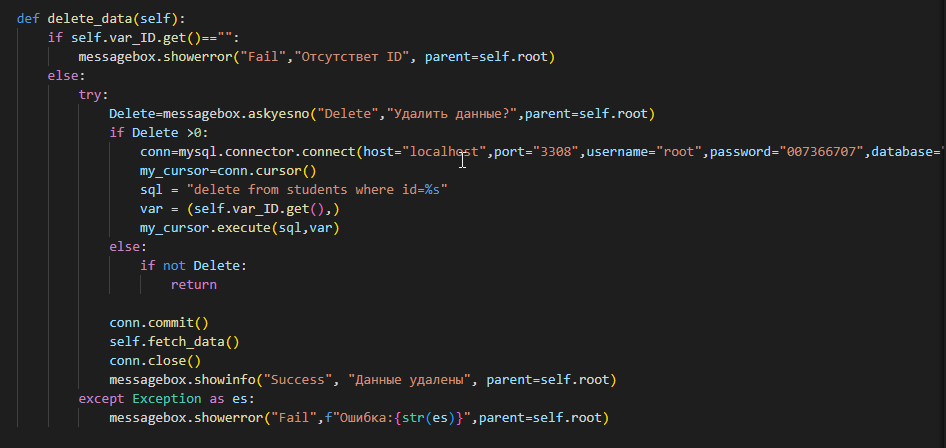 def delete_data(self):
if self.var_ID.get()=="":
messagebox.showerror("Fail","Отсутствет ID", parent=self.root)
else:
try:
Delete=messagebox.askyesno("Delete","Удалить данные?",parent=self.root)
if Delete >0:
conn=mysql.connector.connect(host="localhost",port="3308",username="root",password="007366707",database="
my_cursor=conn.cursor()
sql = "delete from students where id=%s"
var = (self.var_ID.get(),)
my_cursor.execute(sql,var)
else:
if not Delete:
return
conn.commit()
self.fetch_data()
conn.close()
messagebox.showinfo("Success", "Данные удалены", parent=self.root)
except Exception as es:
messagebox.showerror("Fail",f"Ошибка:{str(es)}",parent=self.root)